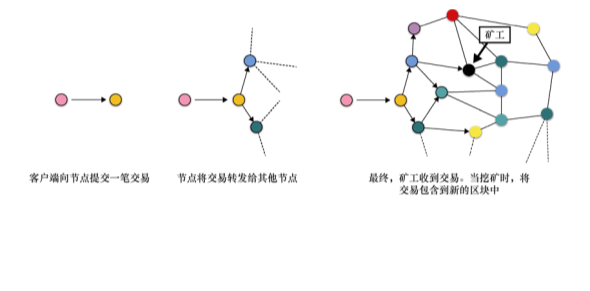 矿工
客户端向节点提交一笔交易
节点将交易转发给其他节点
最终，矿工收到交易。当挖矿时，将
交易包含到新的区块中